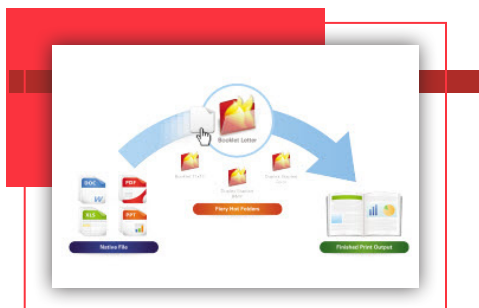 Booklet Letter
DOC
PDF
W
XLS
PPT
Fiery Hot Folders
Native File
Finished Print Output